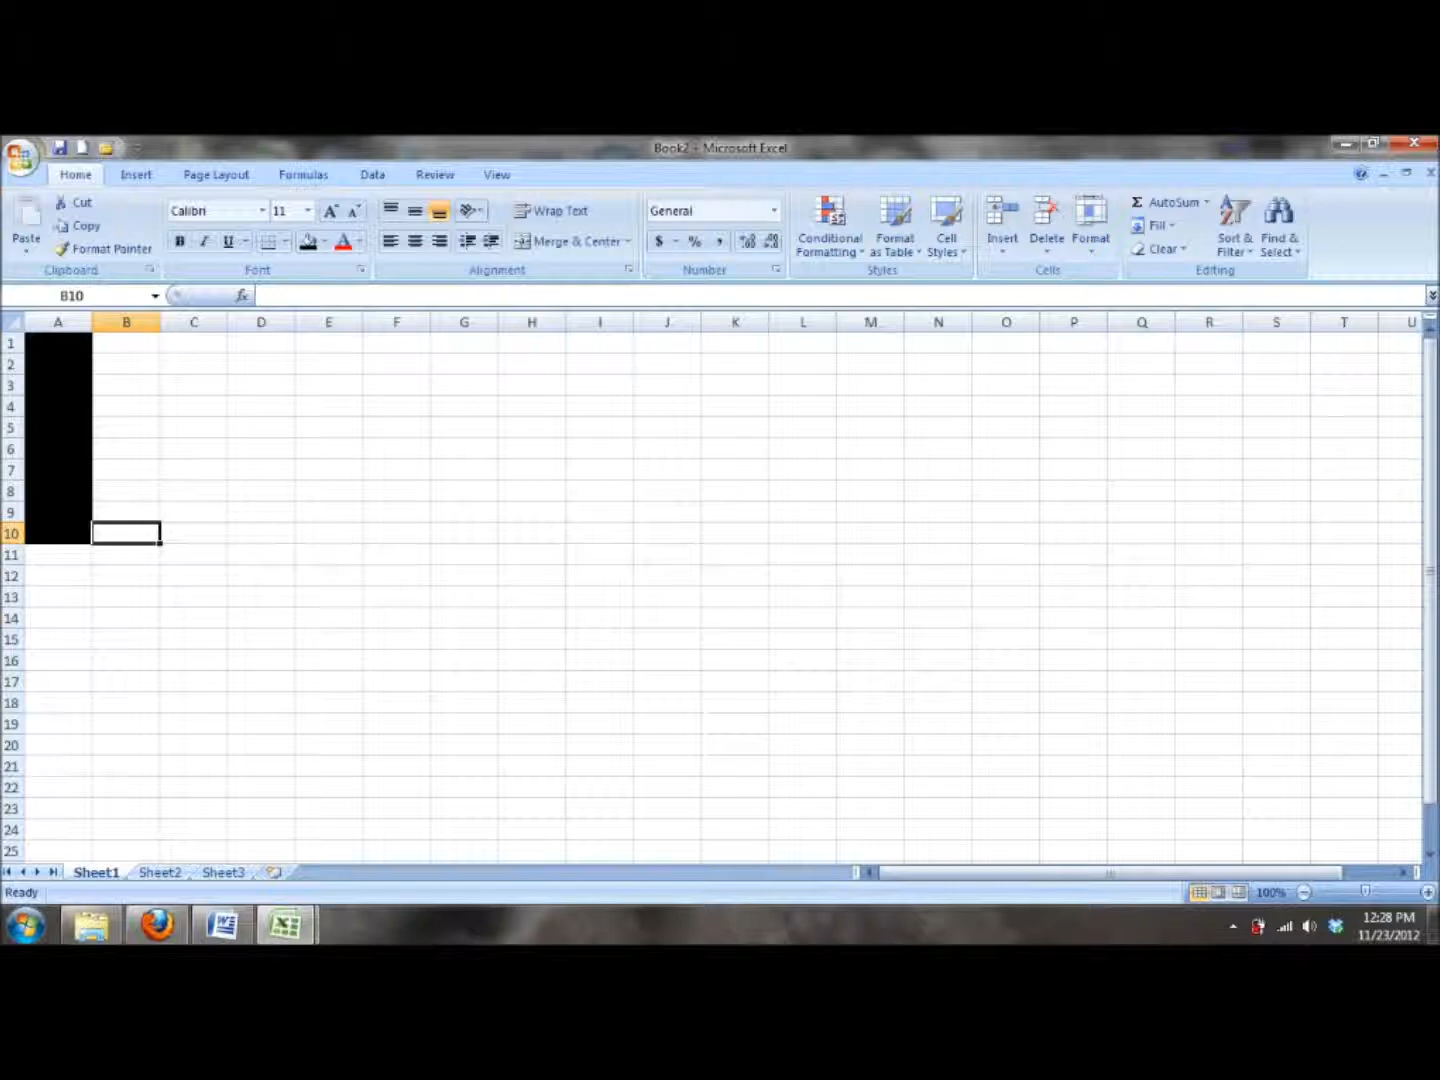 Book2 - Microsoft Excel
Home Insert Page Layout Formulas Data Review View
Paste
Cut
Copy
Format Painter
Clipboard
Calibri 11
B I U
Font
Wrap Text
Merge & Center
Alignment
General
$ % ,
Number
Conditional Formatting
Format as Table
Cell Styles
Styles
Insert Delete Format
Cells
Σ AutoSum
Fill
Clear
Sort & Filter
Find & Select
Editing
B10 fx
A B C D E F G H I J K L M N O P Q R S T U
1
2
3
4
5
6
7
8
9
10
11
12
13
14
15
16
17
18
19
20
21
22
23
24
25
Sheet1 Sheet2 Sheet3
Ready 100%
12:28 PM
11/23/2012